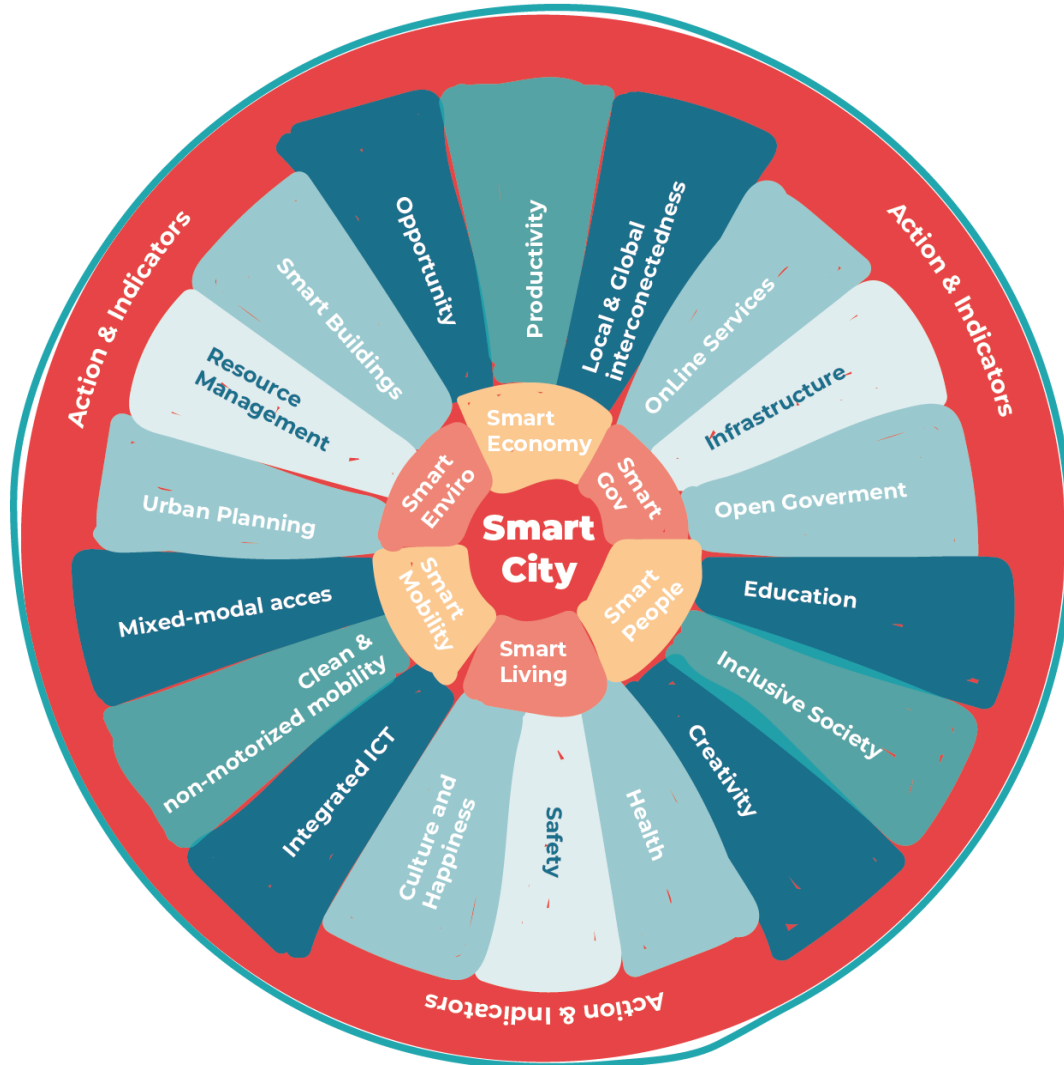 Smart
City
Smart
Economy
Smart
Gov
Smart
People
Smart
Living
Smart
Mobility
Smart
Enviro
Opportunity
Productivity
Local & Global
interconectedness
OnLine Services
Infrastructure
Open Goverment
Education
Inclusive Society
Creativity
Health
Safety
Culture and
Happiness
Integrated ICT
Clean &
non-motorized mobility
Mixed-modal acces
Urban Planning
Resource
Management
Smart Buildings
Action & Indicators
Action & Indicators
Action & Indicators